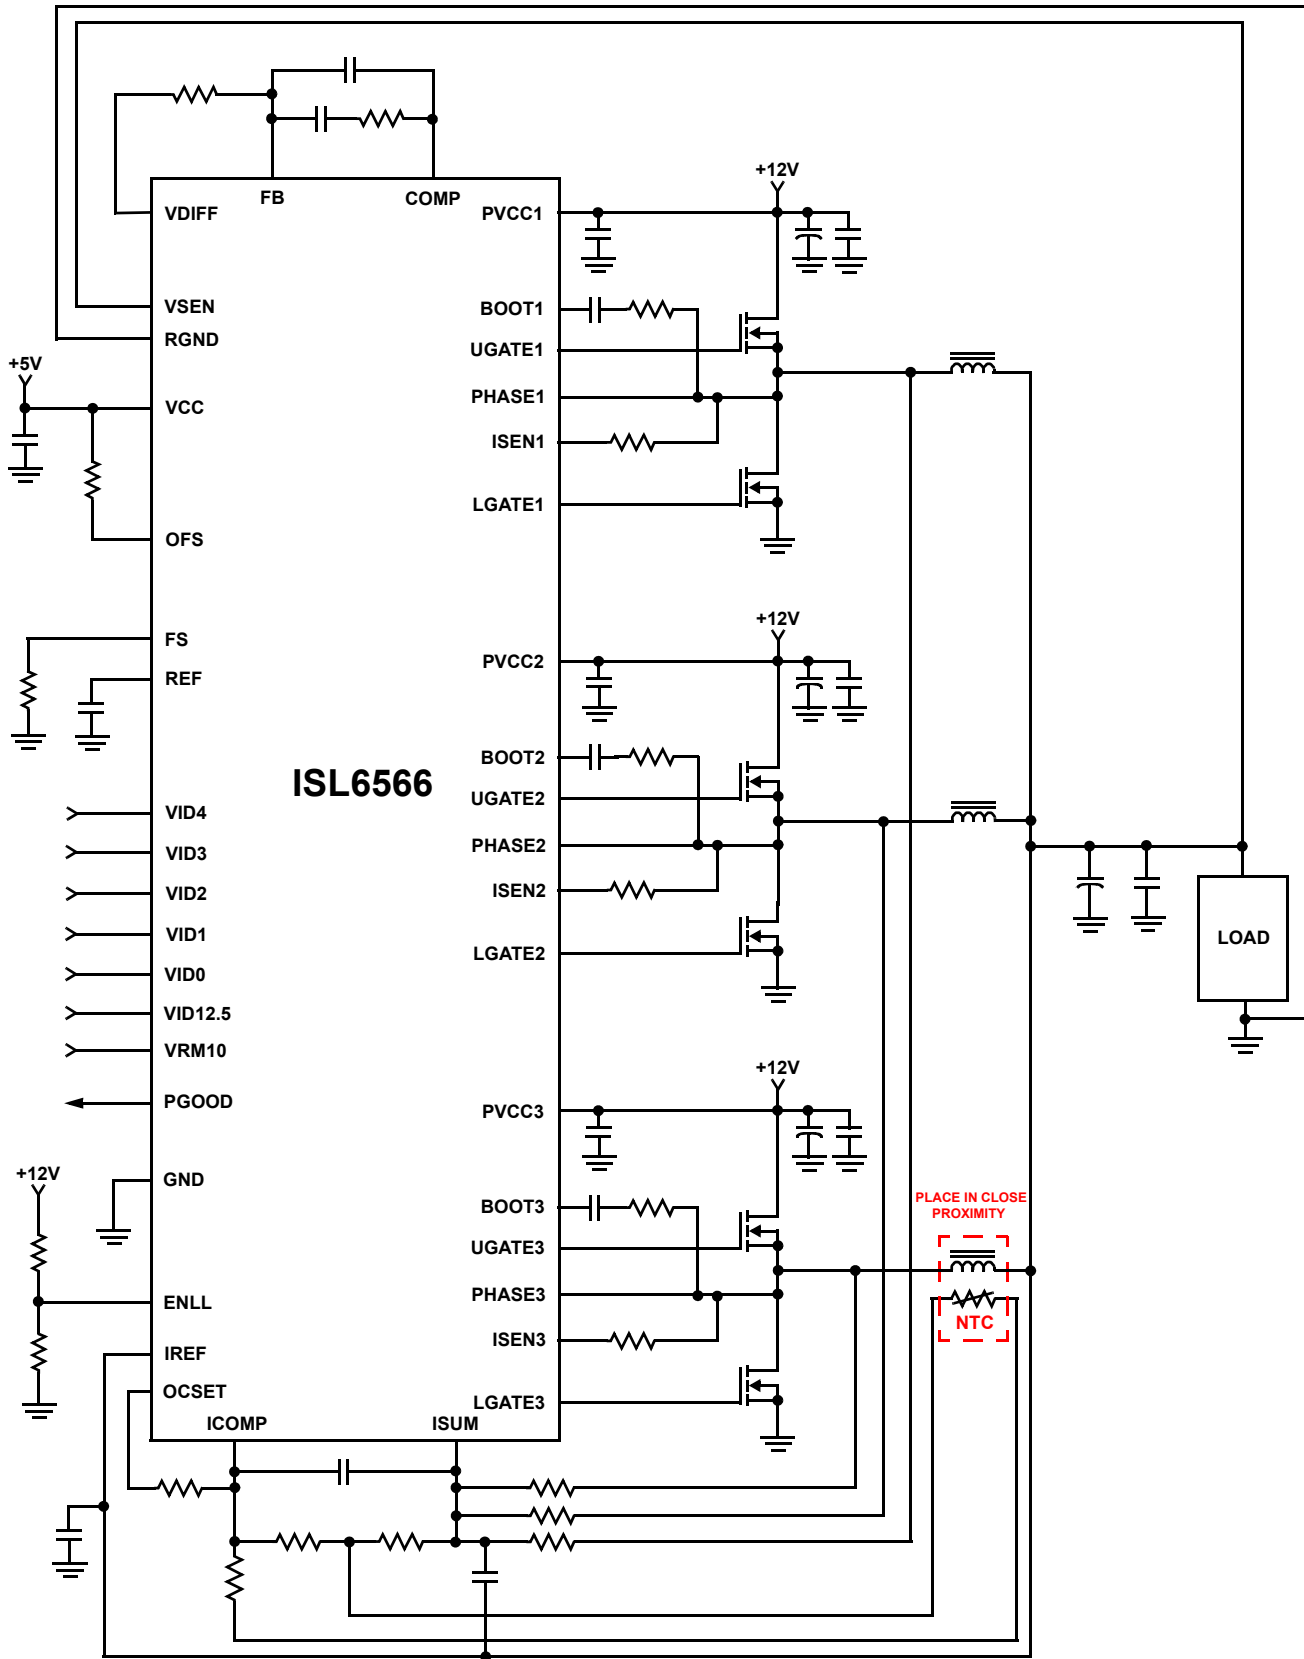 +12V
FB
COMP
VDIFF
PVCC1
VSEN
BOOT1
RGND
UGATE1
+5V
PHASE1
VCC
ISEN1
LGATE1
OFS
+12V
FS
PVCC2
REF
BOOT2
ISL6566
UGATE2
VID4
PHASE2
VID3
ISEN2
VID2
VID1
LGATE2
LOAD
VID0
VID12.5
VRM10
+12V
PGOOD
PVCC3
+12V
GND
PLACE IN CLOSE
PROXIMITY
BOOT3
UGATE3
PHASE3
ENLL
NTC
ISEN3
IREF
OCSET
LGATE3
ICOMP
ISUM